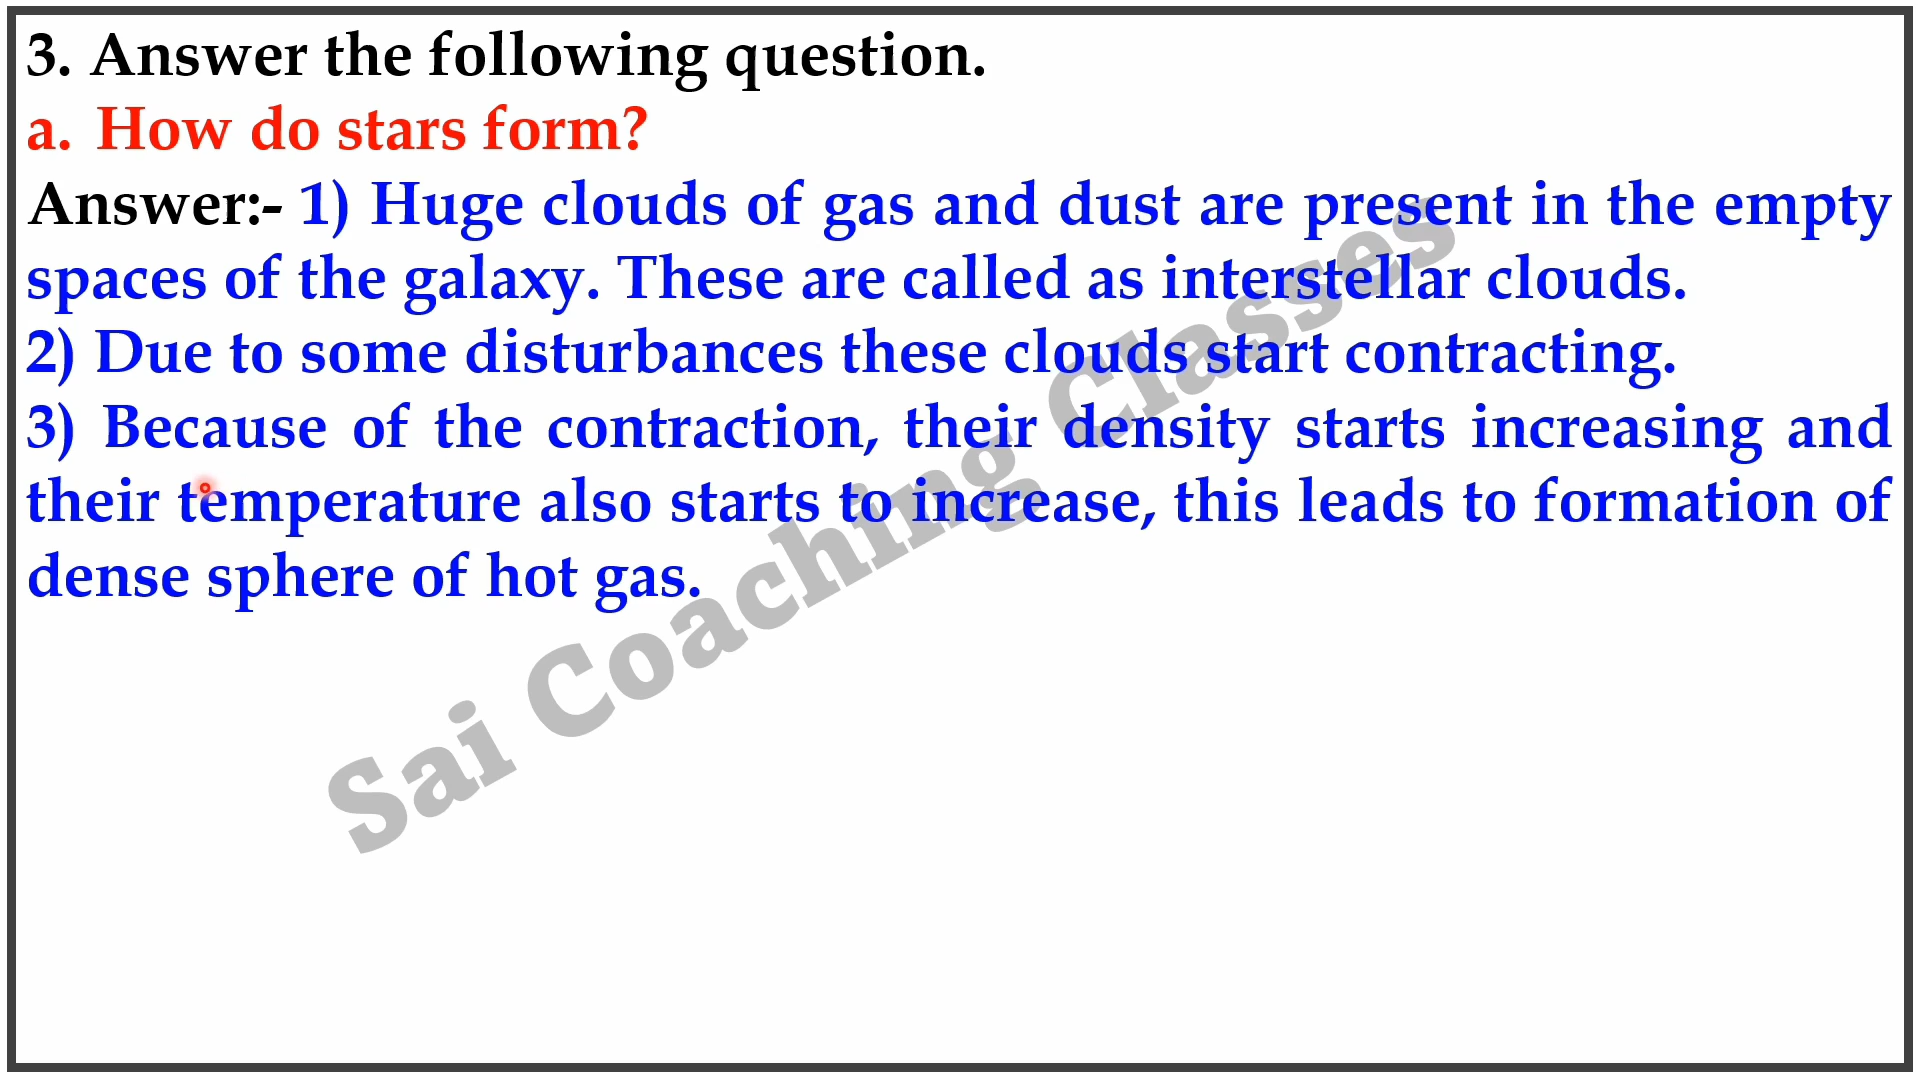 3. Answer the following question.
a. How do stars form?
Answer:- 1) Huge clouds of gas and dust are present in the empty
spaces of the galaxy. These are called as interstellar clouds.
2) Due to some disturbances these clouds start contracting.
3) Because of the contraction, their density starts increasing and
their temperature also starts to increase, this leads to formation of
dense sphere of hot gas.
Sai Coaching Classes